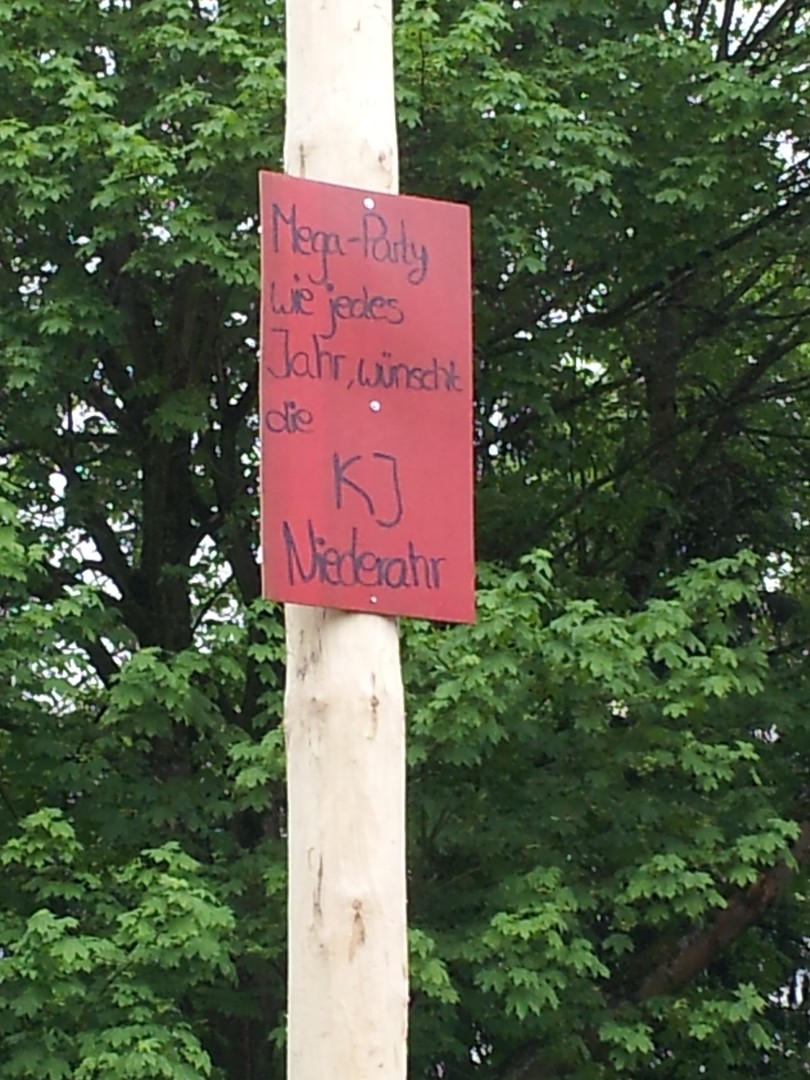 Mega-Party
wie jedes
Jahr, wünscht
die
KJ
Niederahr